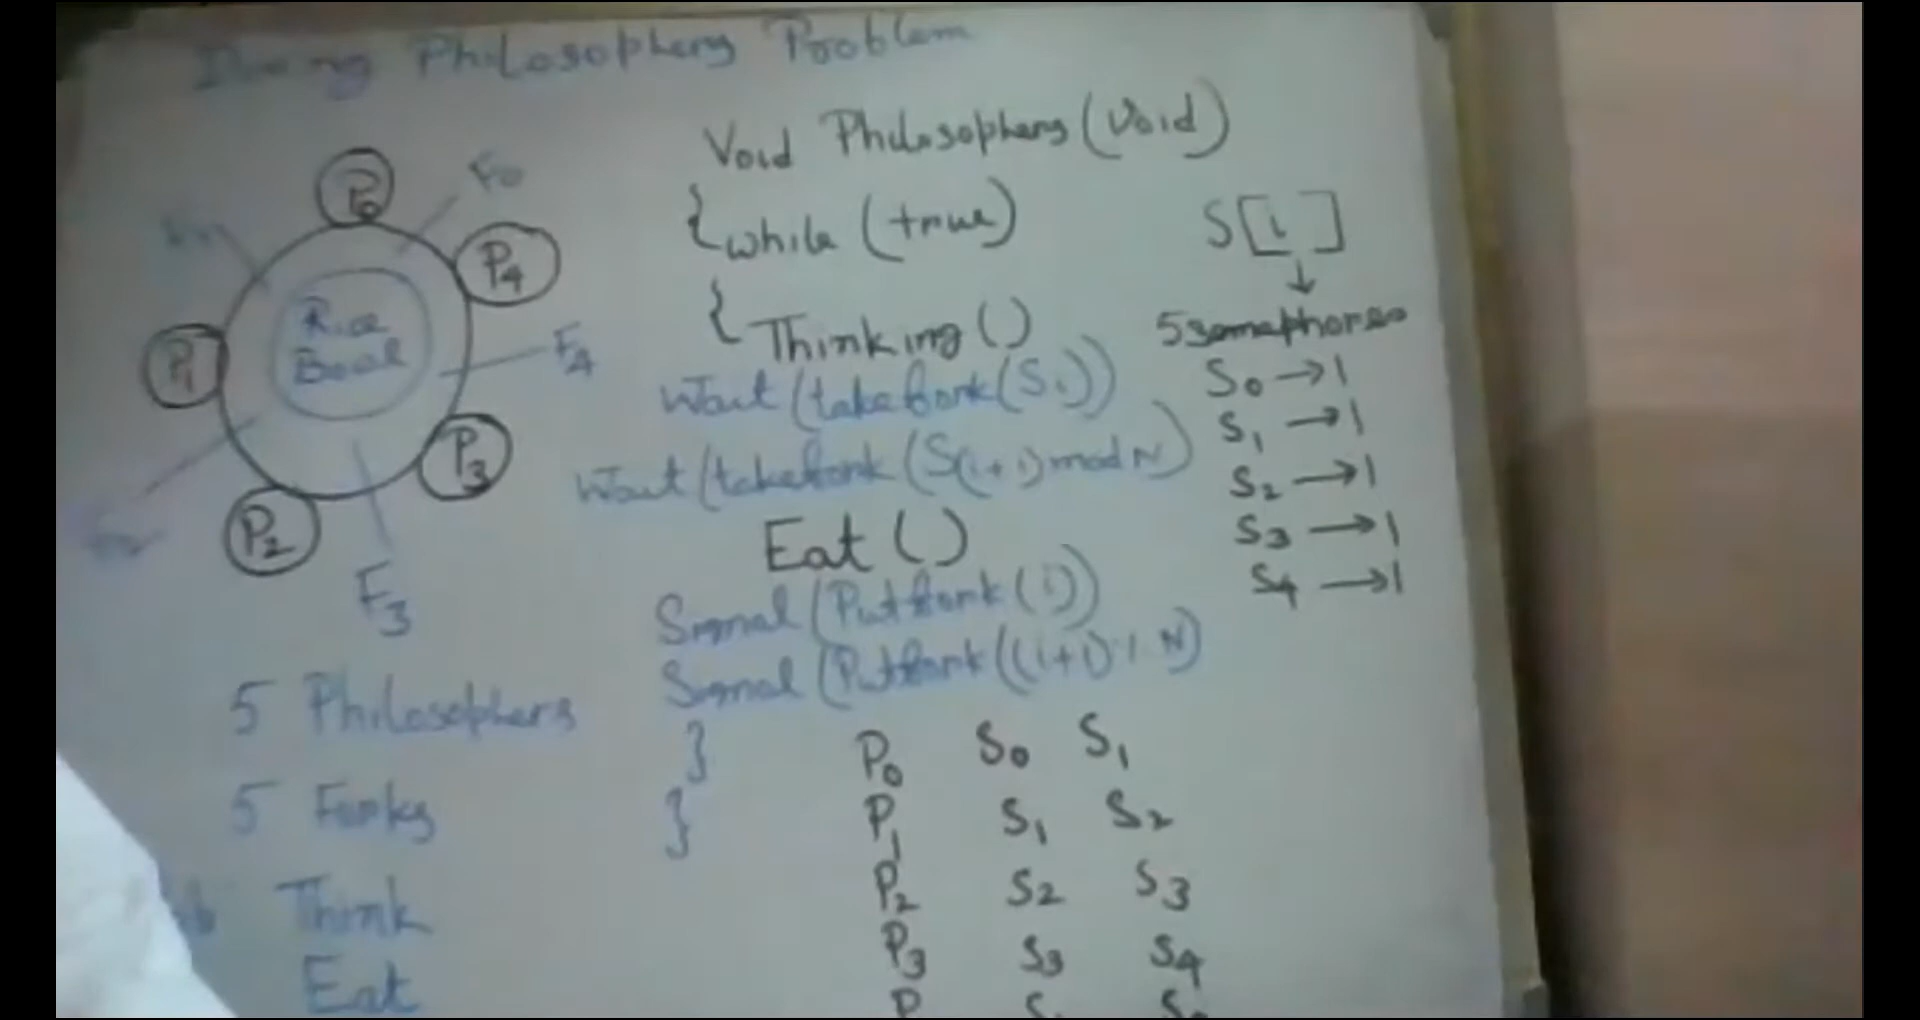 Dining Philosophers Problem
Void Philosophers (Void)
{ while (true)
{ Thinking ()
Wait (takefork (Si))
Wait (takefork (S(i+1) mod N)
Eat ()
Signal (Putfork (i))
Signal (Putfork ((i+1) % N)
}
}
S[i]
↓
5 semaphores
S0 → 1
S1 → 1
S2 → 1
S3 → 1
S4 → 1
P0
F0
P4
F4
P3
F3
P2
P1
Rice
Bowl
5 Philosophers
5 Forks
Think
Eat
P0 S0 S1
P1 S1 S2
P2 S2 S3
P3 S3 S4
P